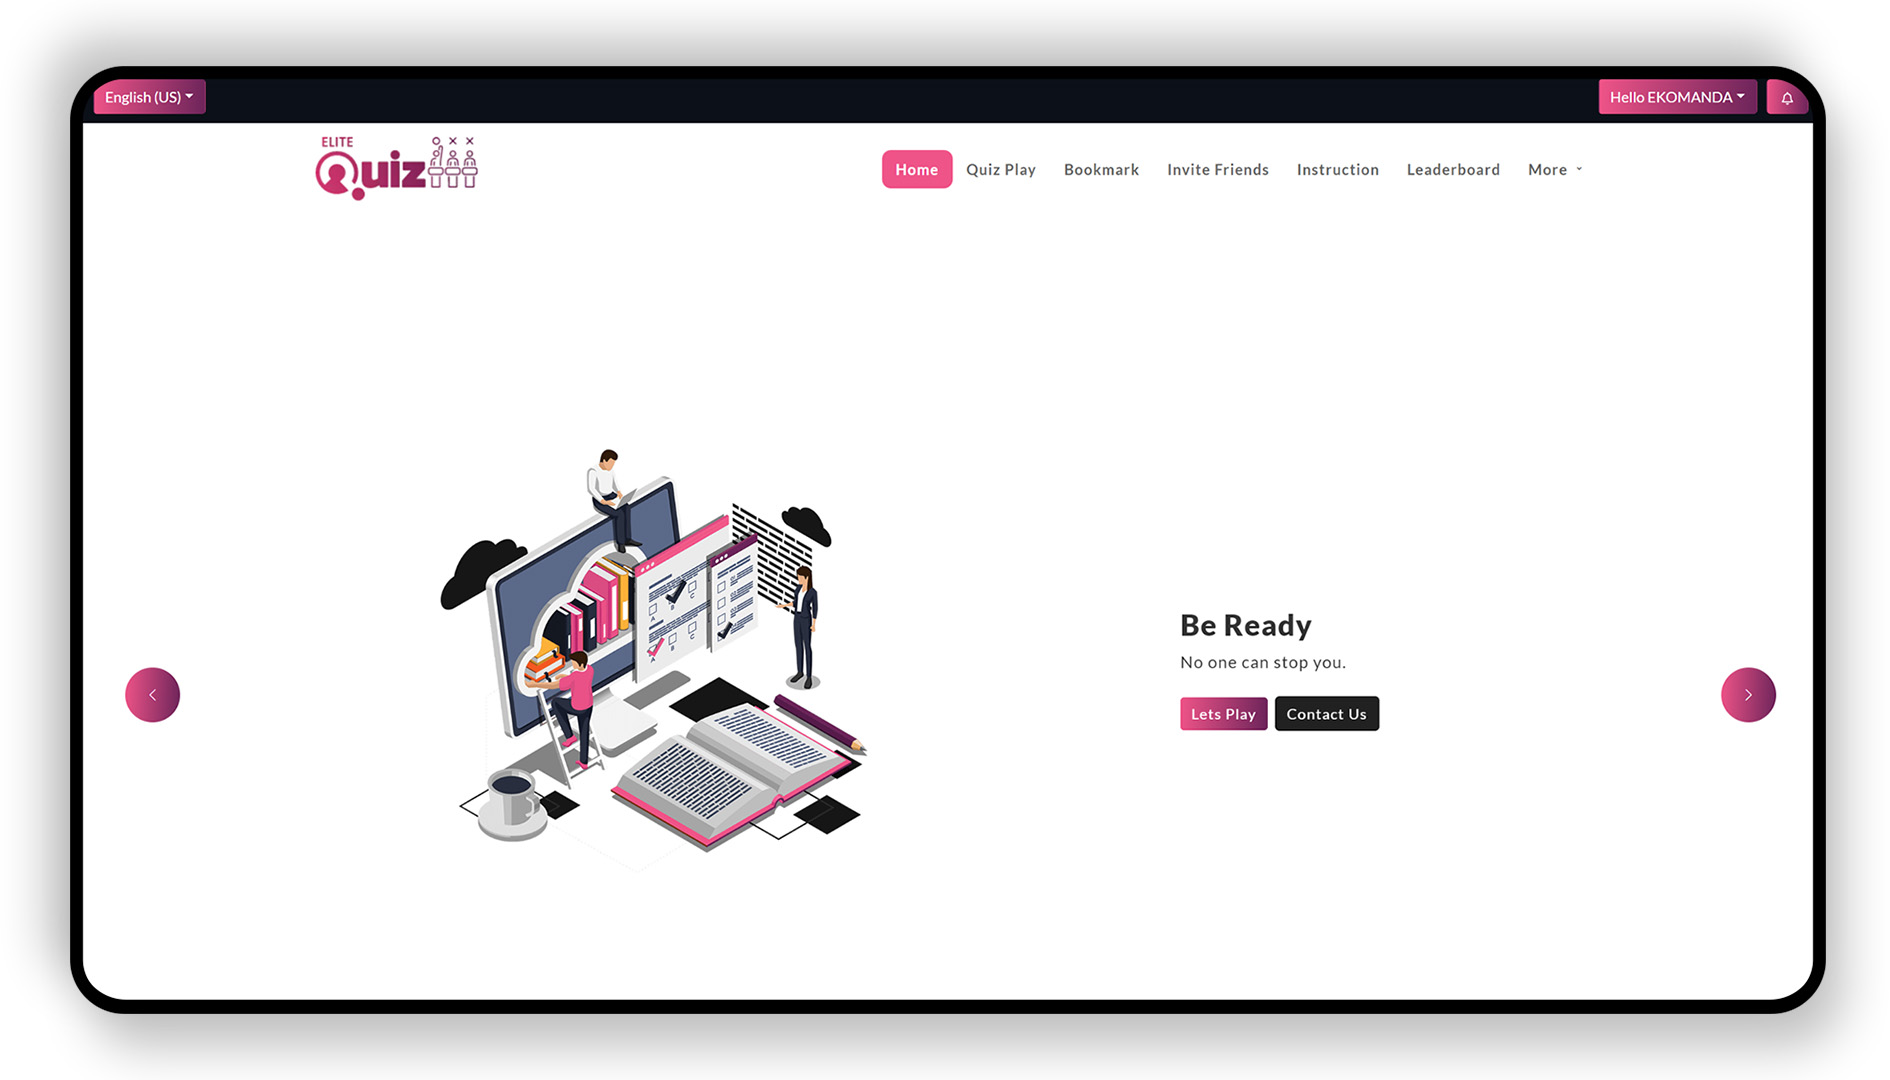 English (US)
Hello EKOMANDA
ELITE
Quiz
Home
Quiz Play
Bookmark
Invite Friends
Instruction
Leaderboard
More
A
B
C
A
B
C
Be Ready
No one can stop you.
Lets Play
Contact Us